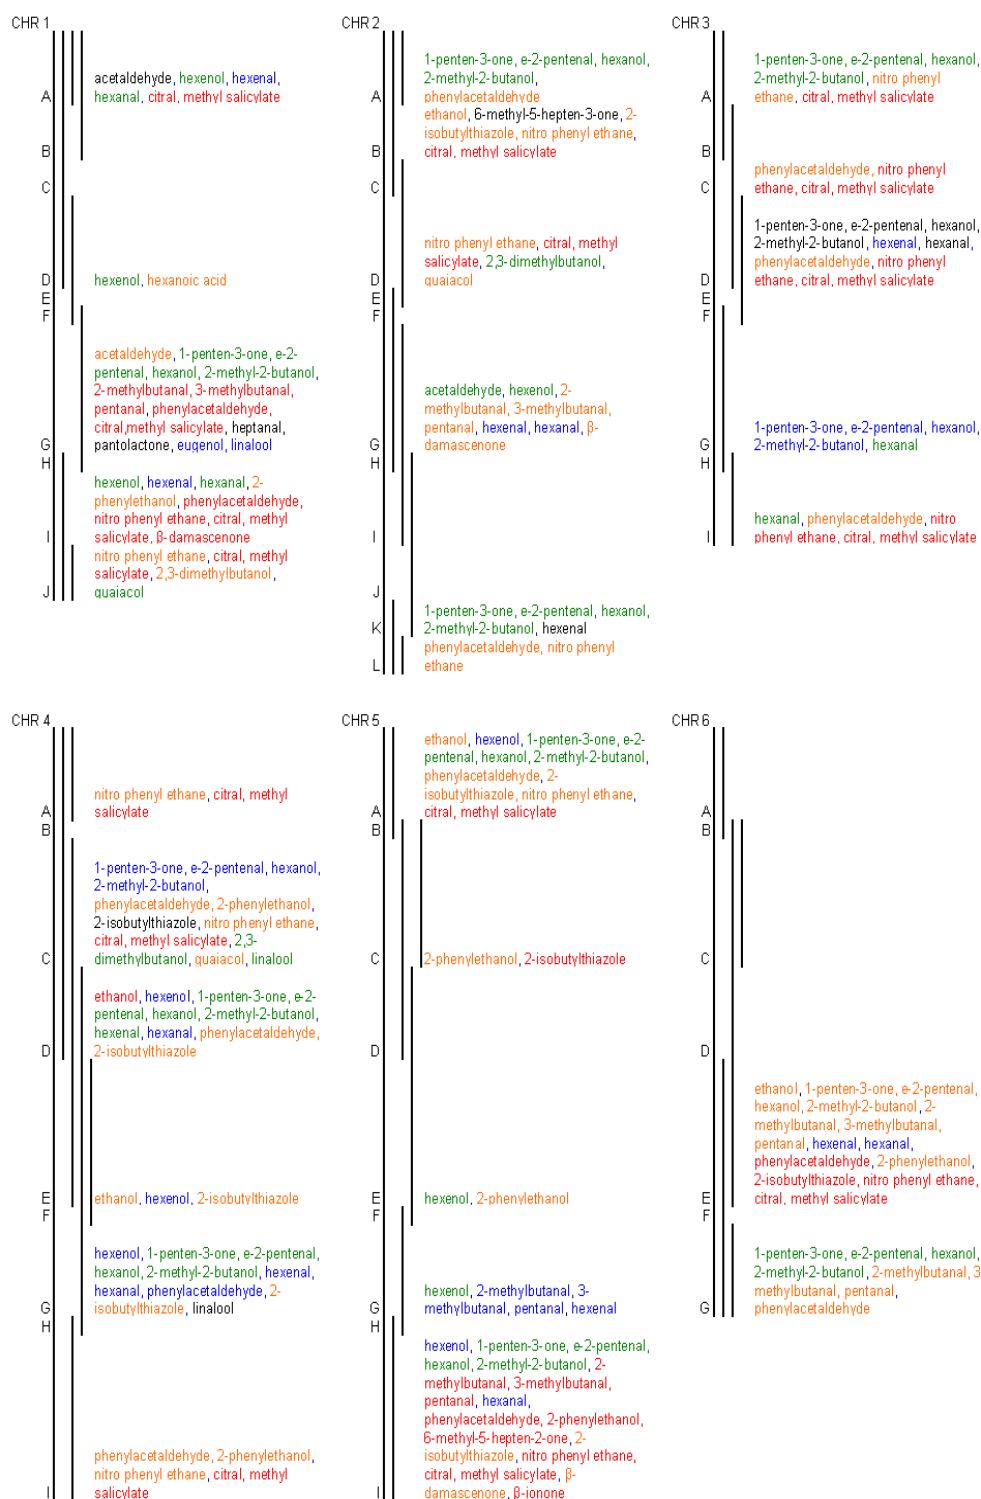 CHR 1
acetaldehyde, hexenol, hexenal,
hexanal, citral, methyl salicylate
A
B
C
D
hexenol, hexanoic acid
E
F
acetaldehyde, 1-penten-3-one, e-2-
pentenal, hexanol, 2-methyl-2-butanol,
2-methylbutanal, 3-methylbutanal,
pentanal, phenylacetaldehyde,
citral,methyl salicylate, heptanal,
pantolactone, eugenol, linalool
G
H
hexenol, hexenal, hexanal, 2-
phenylethanol, phenylacetaldehyde,
nitro phenyl ethane, citral, methyl
salicylate, β-damascenone
I
nitro phenyl ethane, citral, methyl
salicylate, 2,3-dimethylbutanol,
guaiacol
J
CHR 2
1-penten-3-one, e-2-pentenal, hexanol,
2-methyl-2-butanol,
phenylacetaldehyde
A
ethanol, 6-methyl-5-hepten-3-one, 2-
isobutylthiazole, nitro phenyl ethane,
citral, methyl salicylate
B
C
nitro phenyl ethane, citral, methyl
salicylate, 2,3-dimethylbutanol,
guaiacol
D
E
F
acetaldehyde, hexenol, 2-
methylbutanal, 3-methylbutanal,
pentanal, hexenal, hexanal, β-
damascenone
G
H
I
J
1-penten-3-one, e-2-pentenal, hexanol,
2-methyl-2-butanol, hexenal
K
phenylacetaldehyde, nitro phenyl
ethane
L
CHR 3
1-penten-3-one, e-2-pentenal, hexanol,
2-methyl-2-butanol, nitro phenyl
ethane, citral, methyl salicylate
A
B
phenylacetaldehyde, nitro phenyl
ethane, citral, methyl salicylate
C
1-penten-3-one, e-2-pentenal, hexanol,
2-methyl-2-butanol, hexenal, hexanal,
phenylacetaldehyde, nitro phenyl
ethane, citral, methyl salicylate
D
E
F
1-penten-3-one, e-2-pentenal, hexanol,
2-methyl-2-butanol, hexanal
G
H
hexanal, phenylacetaldehyde, nitro
phenyl ethane, citral, methyl salicylate
I
CHR 4
nitro phenyl ethane, citral, methyl
salicylate
A
B
1-penten-3-one, e-2-pentenal, hexanol,
2-methyl-2-butanol,
phenylacetaldehyde, 2-phenylethanol,
2-isobutylthiazole, nitro phenyl ethane,
citral, methyl salicylate, 2,3-
dimethylbutanol, guaiacol, linalool
C
ethanol, hexenol, 1-penten-3-one, e-2-
pentenal, hexanol, 2-methyl-2-butanol,
hexenal, hexanal, phenylacetaldehyde,
2-isobutylthiazole
D
ethanol, hexenol, 2-isobutylthiazole
E
F
hexenol, 1-penten-3-one, e-2-pentenal,
hexanol, 2-methyl-2-butanol, hexenal,
hexanal, phenylacetaldehyde, 2-
isobutylthiazole, linalool
G
H
phenylacetaldehyde, 2-phenylethanol,
nitro phenyl ethane, citral, methyl
salicylate
I
CHR 5
ethanol, hexenol, 1-penten-3-one, e-2-
pentenal, hexanol, 2-methyl-2-butanol,
phenylacetaldehyde, 2-
isobutylthiazole, nitro phenyl ethane,
citral, methyl salicylate
A
B
2-phenylethanol, 2-isobutylthiazole
C
D
hexenol, 2-phenylethanol
E
F
hexenol, 2-methylbutanal, 3-
methylbutanal, pentanal, hexenal
G
H
hexenol, 1-penten-3-one, e-2-pentenal,
hexanol, 2-methyl-2-butanol, 2-
methylbutanal, 3-methylbutanal,
pentanal, hexanal,
phenylacetaldehyde, 2-phenylethanol,
6-methyl-5-hepten-2-one, 2-
isobutylthiazole, nitro phenyl ethane,
citral, methyl salicylate, β-
damascenone, β-ionone
I
CHR 6
A
B
C
D
ethanol, 1-penten-3-one, e-2-pentenal,
hexanol, 2-methyl-2-butanol, 2-
methylbutanal, 3-methylbutanal,
pentanal, hexenal, hexanal,
phenylacetaldehyde, 2-phenylethanol,
2-isobutylthiazole, nitro phenyl ethane,
citral, methyl salicylate
E
F
1-penten-3-one, e-2-pentenal, hexanol,
2-methyl-2-butanol, 2-methylbutanal, 3
methylbutanal, pentanal,
phenylacetaldehyde
G